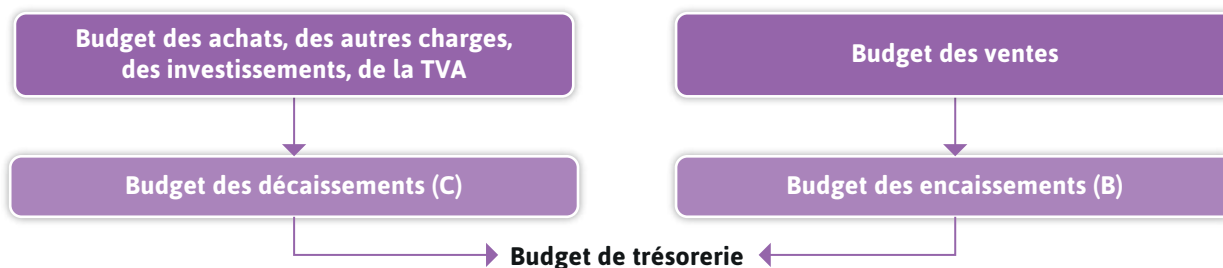 Budget des achats, des autres charges,
des investissements, de la TVA
Budget des ventes
Budget des décaissements (C)
Budget des encaissements (B)
Budget de trésorerie